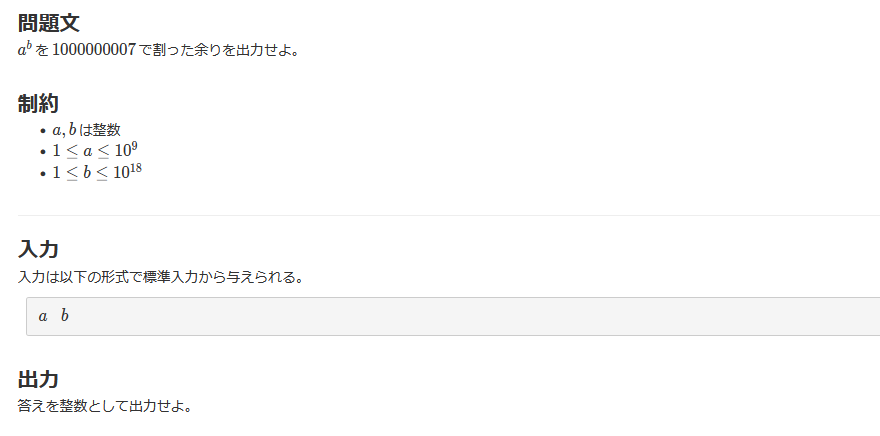 問題文
a^b を 1000000007 で割った余りを出力せよ。
制約
• a, b は整数
• 1 ≤ a ≤ 10^9
• 1 ≤ b ≤ 10^18
入力
入力は以下の形式で標準入力から与えられる。
a b
出力
答えを整数として出力せよ。